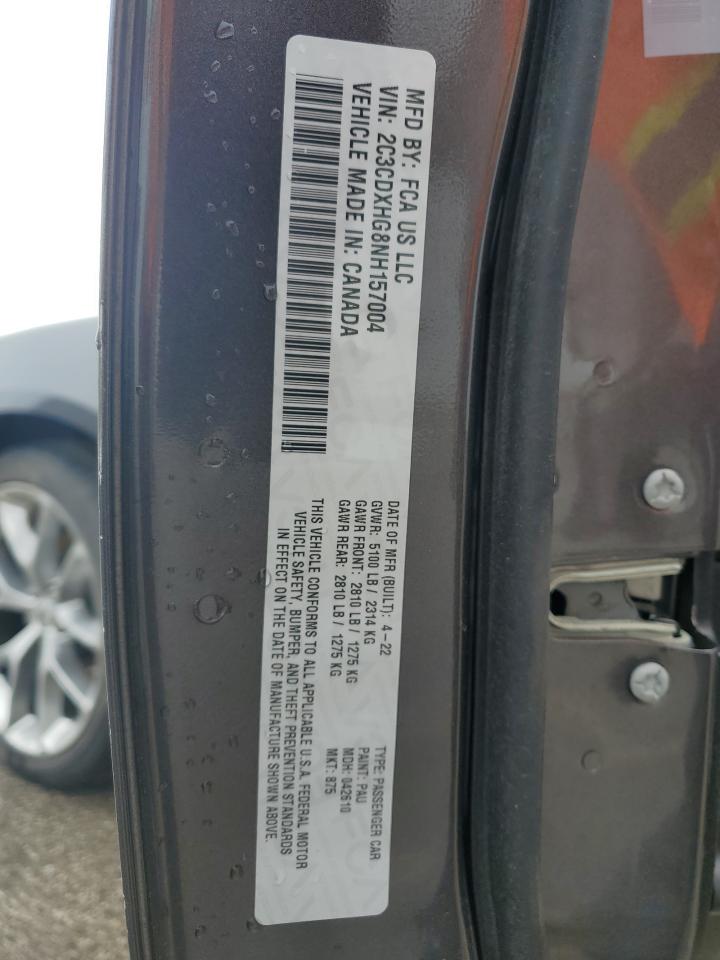 MFD BY: FCA US LLC
VIN: 2C3CDXHG8NH157004
VEHICLE MADE IN: CANADA
DATE OF MFR (BUILT): 4-22
GVWR: 5100 LB / 2314 KG
GAWR FRONT: 2810 LB / 1275 KG
GAWR REAR: 2810 LB / 1275 KG
THIS VEHICLE CONFORMS TO ALL APPLICABLE U.S.A. FEDERAL MOTOR
VEHICLE SAFETY, BUMPER, AND THEFT PREVENTION STANDARDS
IN EFFECT ON THE DATE OF MANUFACTURE SHOWN ABOVE.
TYPE: PASSENGER CAR
PAINT: PAU
MDH: 042610
MKT: 875